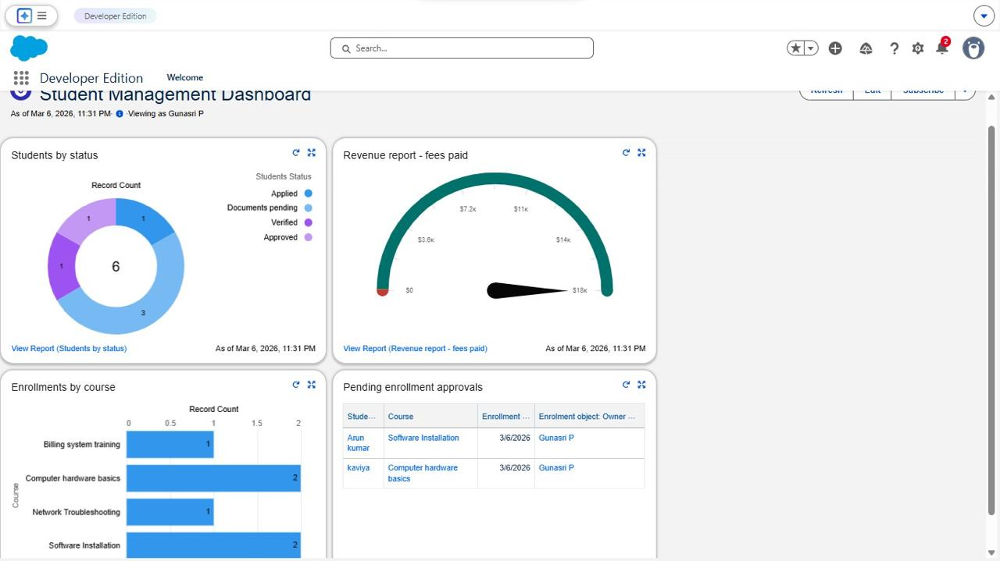 Developer Edition
Search...
2
Developer Edition
Welcome
Student Management Dashboard
Refresh
Edit
Subscribe
As of Mar 6, 2026, 11:31 PM·Viewing as Gunasri P
Students by status
Record Count
Students Status
Applied
Documents pending
Verified
Approved
1
1
1
6
3
View Report (Students by status)
As of Mar 6, 2026, 11:31 PM
Revenue report - fees paid
$0
$3.6K
$7.2K
$11K
$14K
$18K
View Report (Revenue report - fees paid)
As of Mar 6, 2026, 11:31 PM
Enrollments by course
Record Count
0 0.5 1 1.5 2
Course
Billing system training 1
Computer hardware basics 2
Network Troubleshooting 1
Software Installation 2
Pending enrollment approvals
Stude... Course Enrollment ... Enrolment object: Owner ...
Arun kumar Software Installation 3/6/2026 Gunasri P
kaviya Computer hardware basics 3/6/2026 Gunasri P